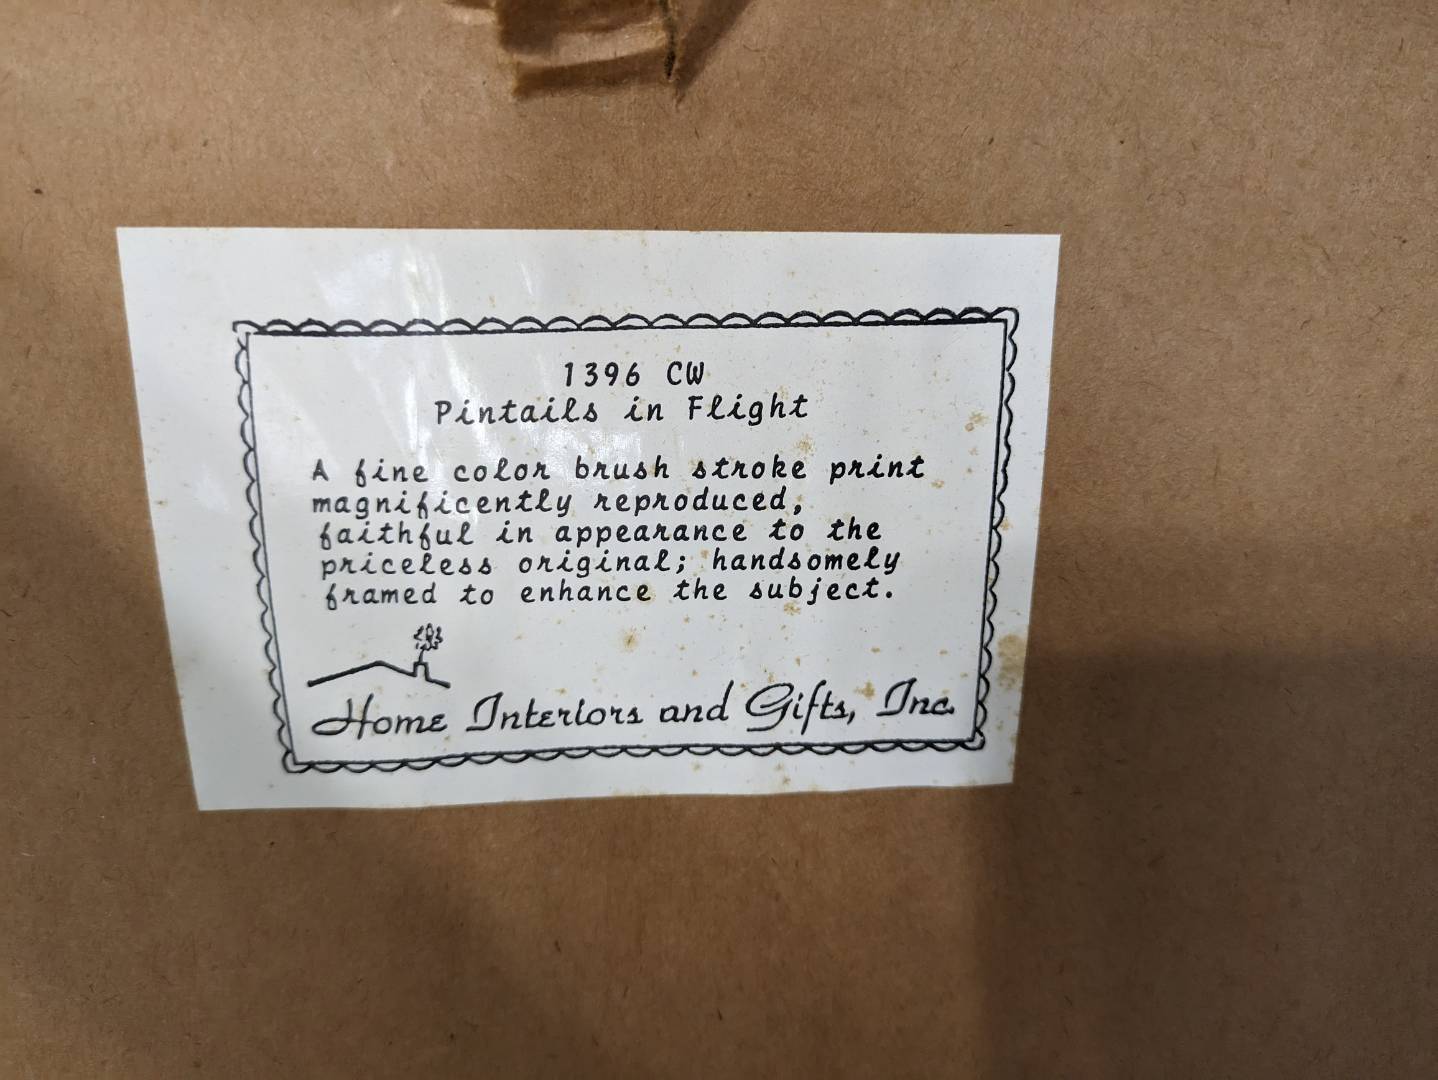 1396 CW
Pintails in Flight
A fine color brush stroke print
magnificently reproduced,
faithful in appearance to the
priceless original; handsomely
framed to enhance the subject.
Home Interiors and Gifts, Inc.